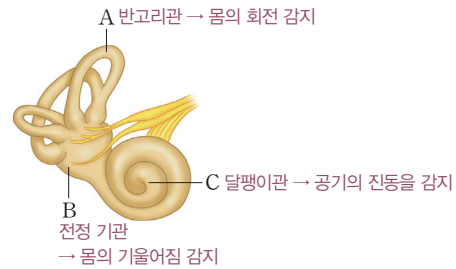 A 반고리관 → 몸의 회전 감지
C 달팽이관 → 공기의 진동을 감지
B
전정 기관
→ 몸의 기울어짐 감지